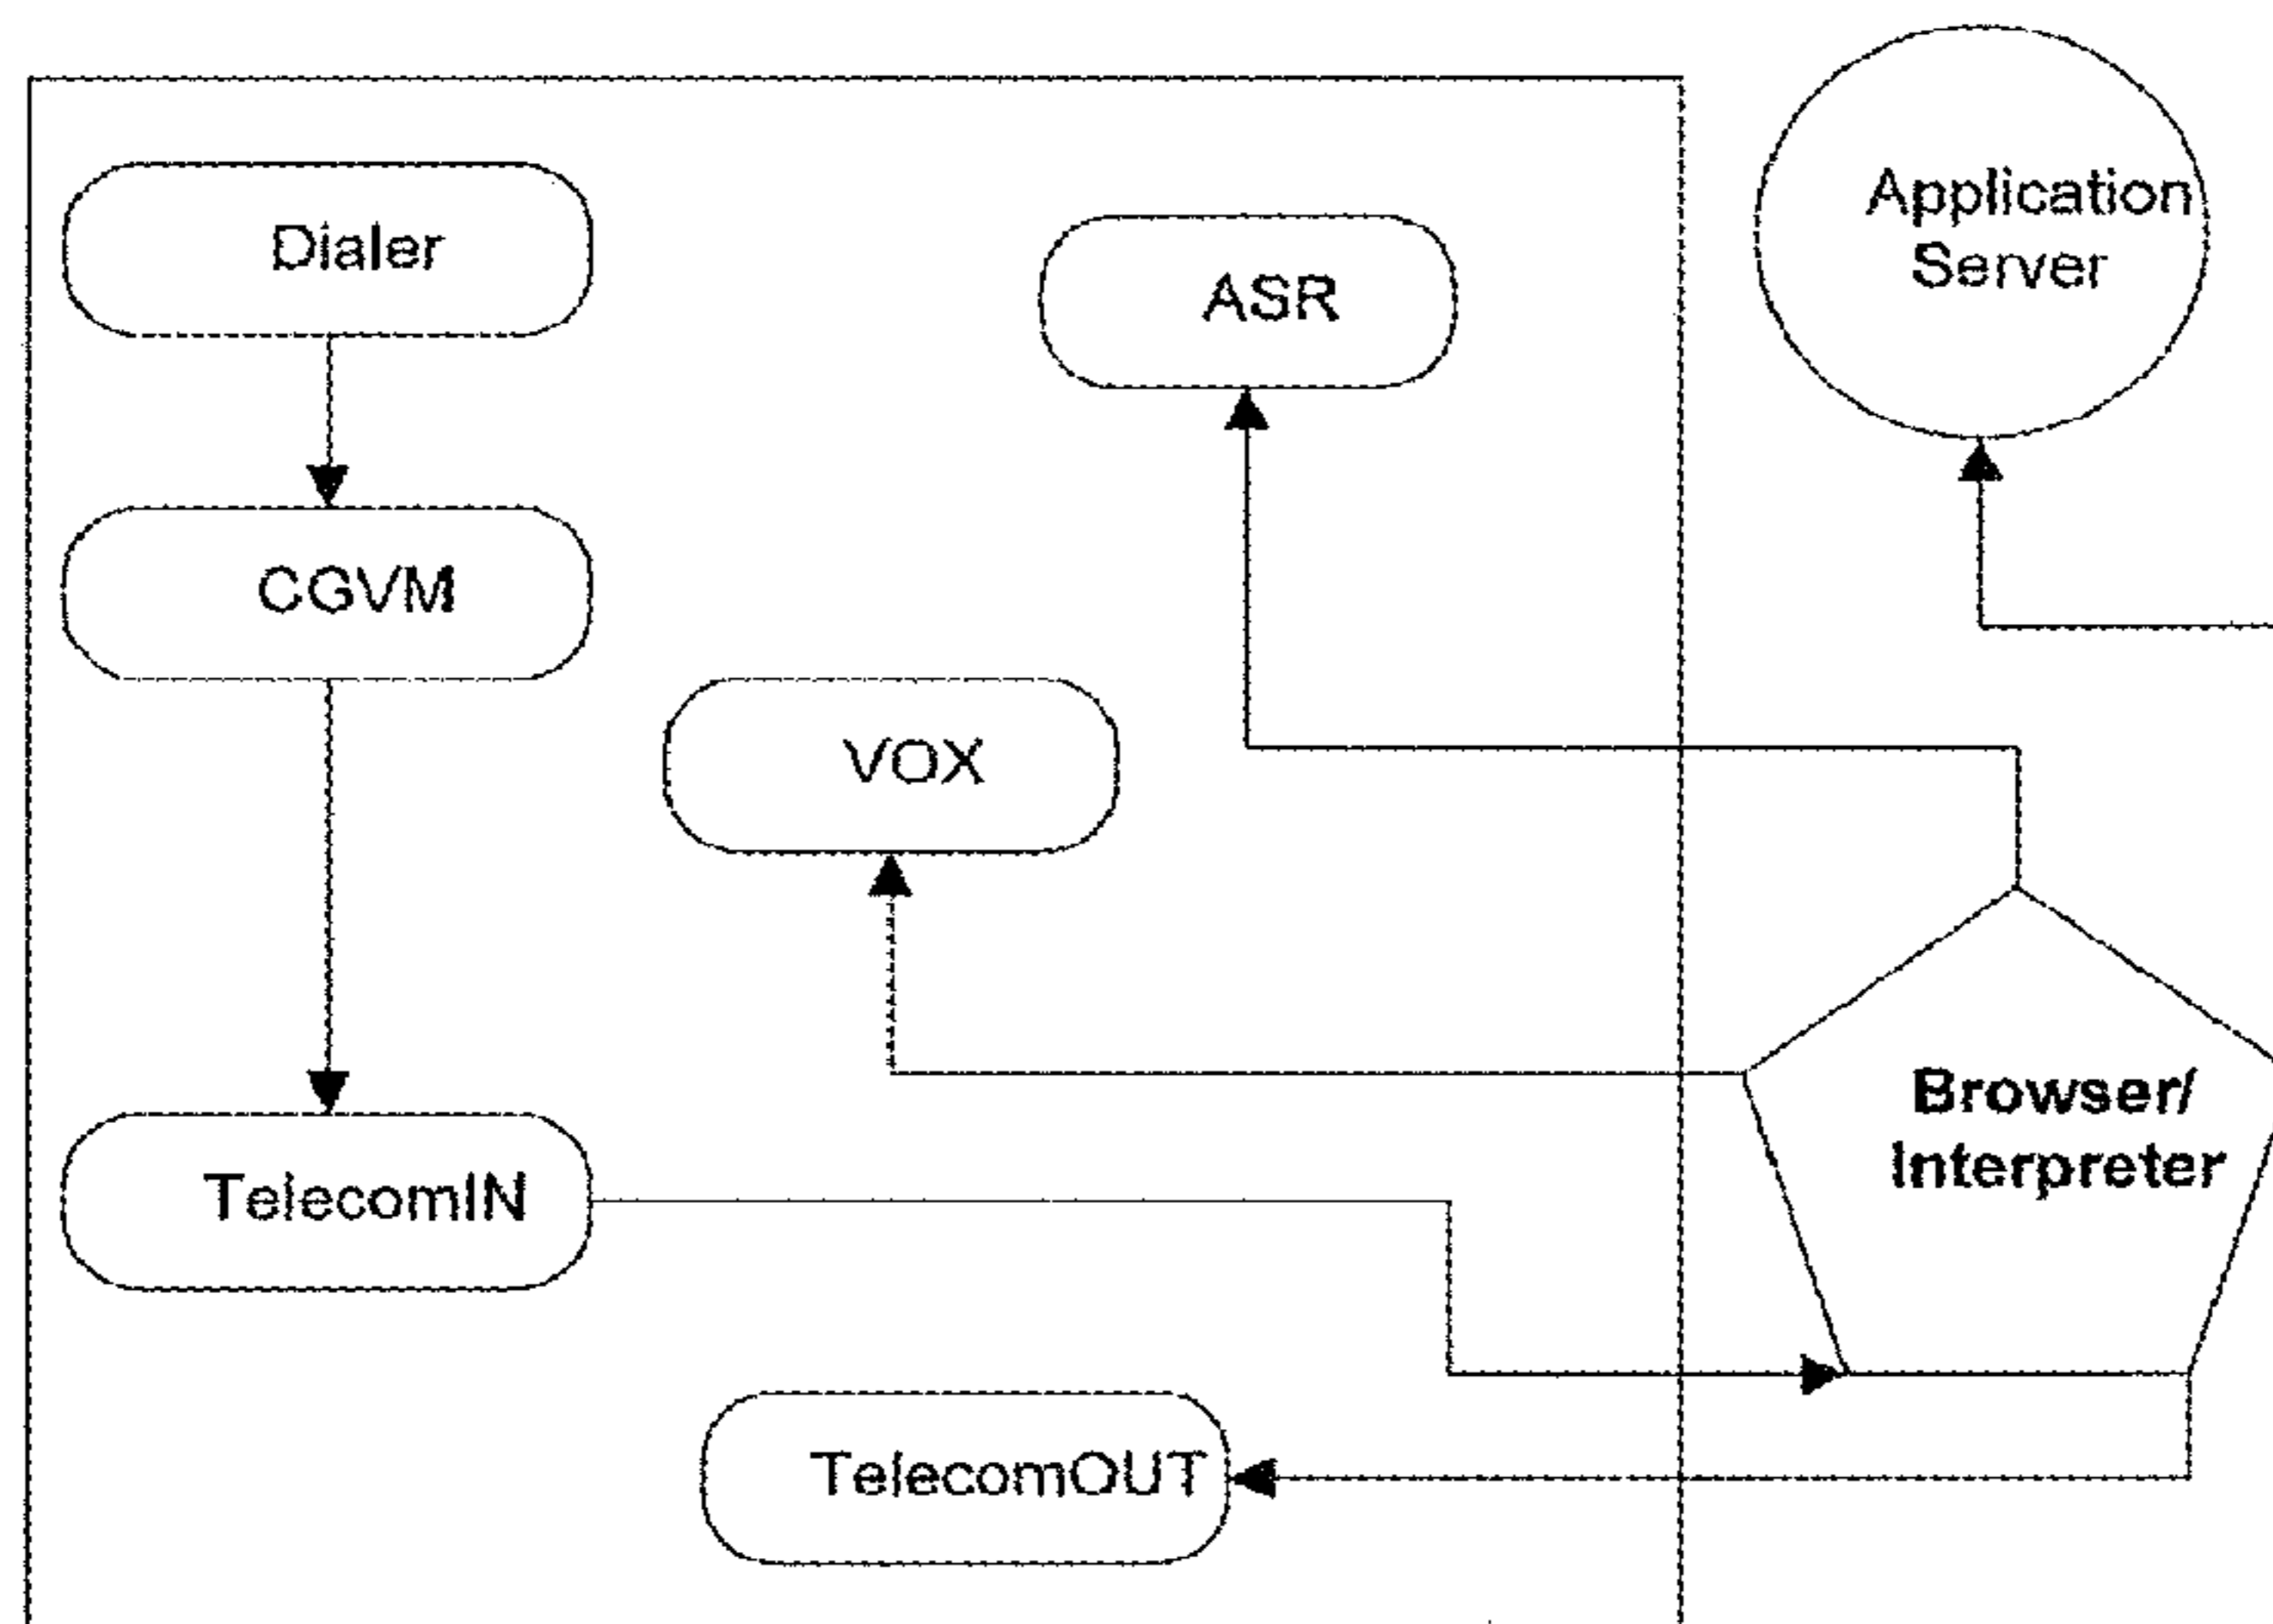 Dialer
ASR
Application
Server
CGVM
VOX
Browser/
Interpreter
TelecomIN
TelecomOUT